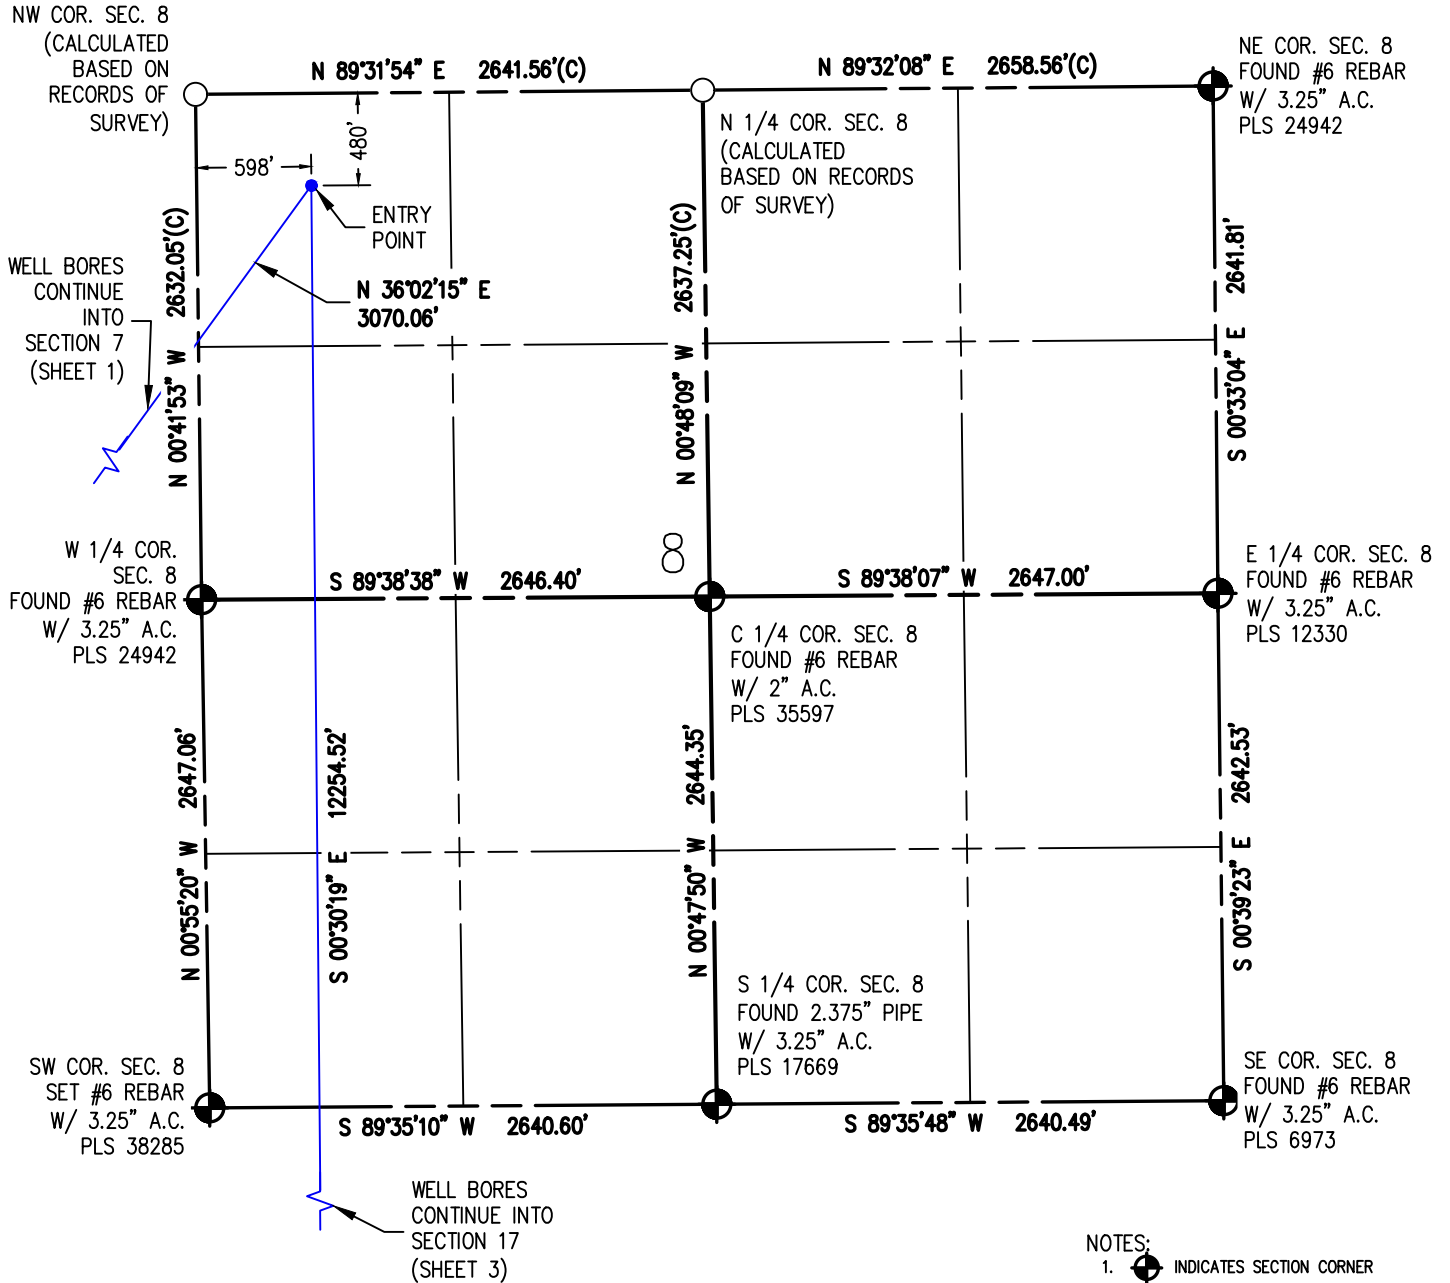 NW COR. SEC. 8
(CALCULATED
BASED ON
RECORDS OF
SURVEY)
N 89°31'54" E 2641.56'(C)
N 89°32'08" E 2658.56'(C)
NE COR. SEC. 8
FOUND #6 REBAR
W/ 3.25" A.C.
PLS 24942
N 1/4 COR. SEC. 8
(CALCULATED
BASED ON RECORDS
OF SURVEY)
598'
480'
ENTRY
POINT
WELL BORES
CONTINUE
INTO
SECTION 7
(SHEET 1)
N 36°02'15" E
3070.06'
N 00°41'53" W 2632.05'(C)
N 00°48'09" W 2637.25'(C)
S 00°33'04" E 2641.81'
8
W 1/4 COR.
SEC. 8
FOUND #6 REBAR
W/ 3.25" A.C.
PLS 24942
S 89°38'38" W 2646.40'
S 89°38'07" W 2647.00'
E 1/4 COR. SEC. 8
FOUND #6 REBAR
W/ 3.25" A.C.
PLS 12330
C 1/4 COR. SEC. 8
FOUND #6 REBAR
W/ 2" A.C.
PLS 35597
N 00°55'20" W 2647.06'
S 00°30'19" E 12254.52'
N 00°47'50" W 2644.35'
S 00°39'23" E 2642.53'
S 1/4 COR. SEC. 8
FOUND 2.375" PIPE
W/ 3.25" A.C.
PLS 17669
SW COR. SEC. 8
SET #6 REBAR
W/ 3.25" A.C.
PLS 38285
S 89°35'10" W 2640.60'
S 89°35'48" W 2640.49'
SE COR. SEC. 8
FOUND #6 REBAR
W/ 3.25" A.C.
PLS 6973
WELL BORES
CONTINUE INTO
SECTION 17
(SHEET 3)
NOTES:
1. INDICATES SECTION CORNER